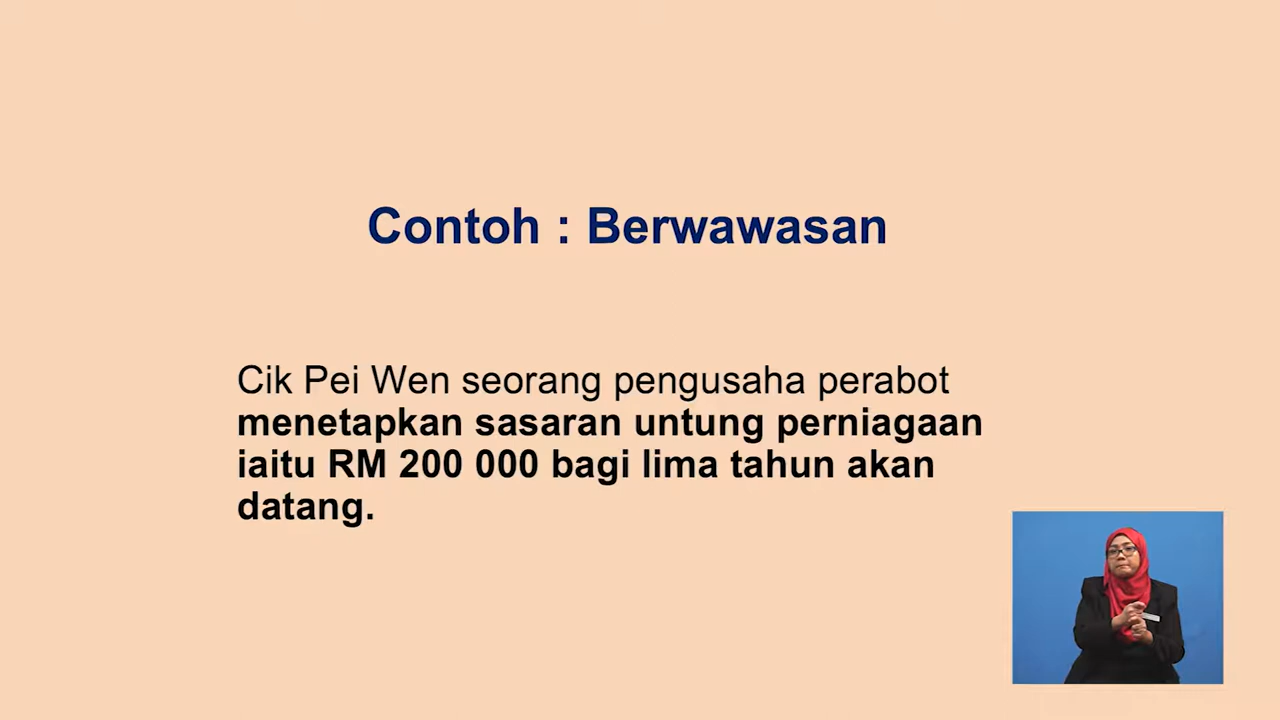 Contoh : Berwawasan
Cik Pei Wen seorang pengusaha perabot
menetapkan sasaran untung perniagaan
iaitu RM 200 000 bagi lima tahun akan
datang.